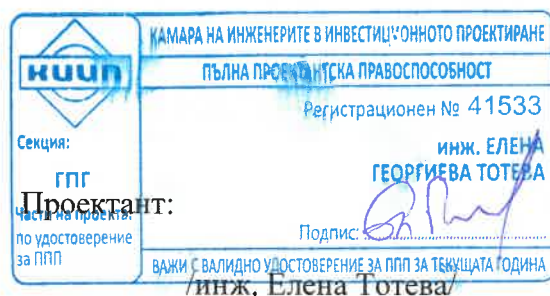 КАМАРА НА ИНЖЕНЕРИТЕ В ИНВЕСТИЦИОННОТО ПРОЕКТИРАНЕ
КИИП
ПЪЛНА ПРОЕКТАНТСКА ПРАВОСПОСОБНОСТ
Регистрационен № 41533
Секция:
ГПГ
инж. ЕЛЕНА
ГЕОРГИЕВА ТОТЕВА
Проектант:
Части на проекта:
по удостоверение
за ППП
Подпис:
ВАЖИ С ВАЛИДНО УДОСТОВЕРЕНИЕ ЗА ППП ЗА ТЕКУЩАТА ГОДИНА
/инж. Елена Тотева/